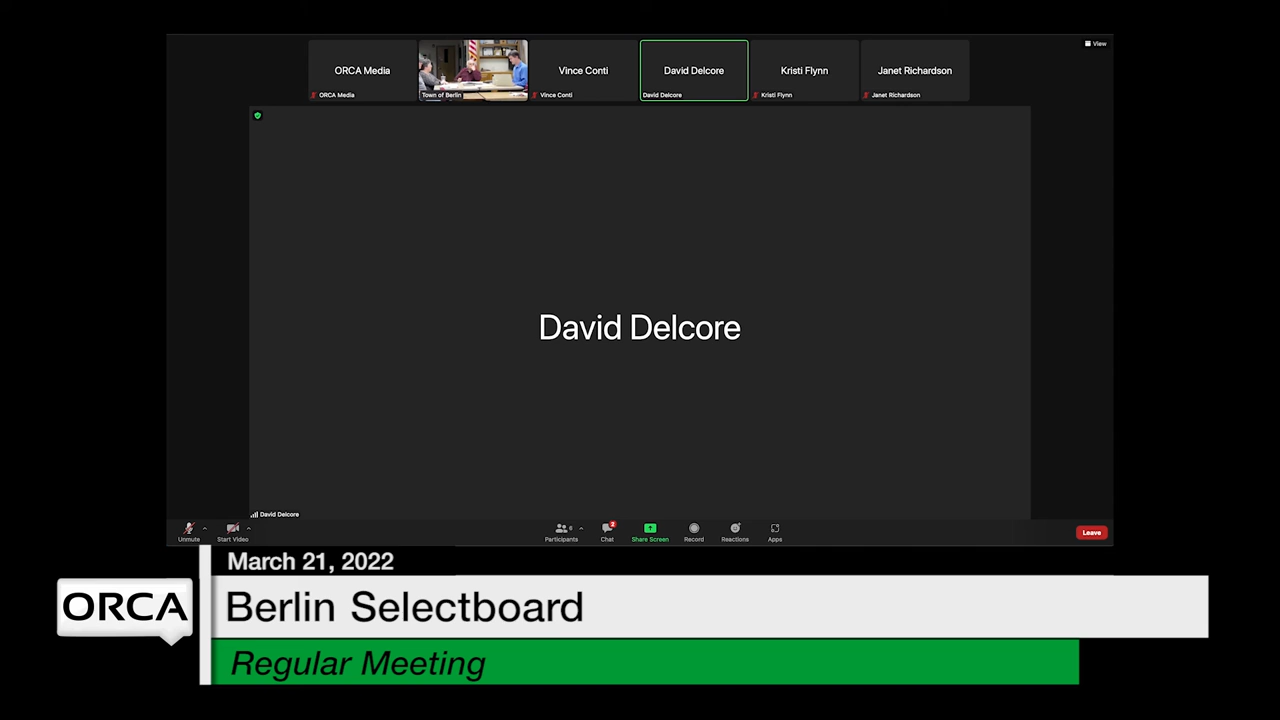 View
ORCA Media
Vince Conti
David Delcore
Kristi Flynn
Janet Richardson
ORCA Media
Town of Berlin
Vince Conti
David Delcore
Kristi Flynn
Janet Richardson
David Delcore
David Delcore
6
2
Unmute
Start Video
Participants
Chat
Share Screen
Record
Reactions
Apps
Leave
March 21, 2022
ORCA
Berlin Selectboard
Regular Meeting